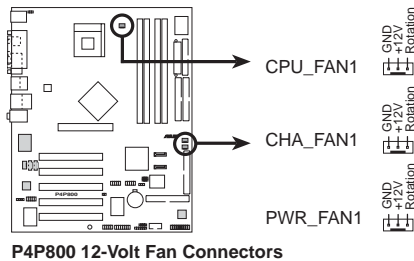 CPU_FAN1
GND
+12V
Rotation
CHA_FAN1
GND
+12V
Rotation
PWR_FAN1
GND
+12V
Rotation
P4P800
P4P800 12-Volt Fan Connectors